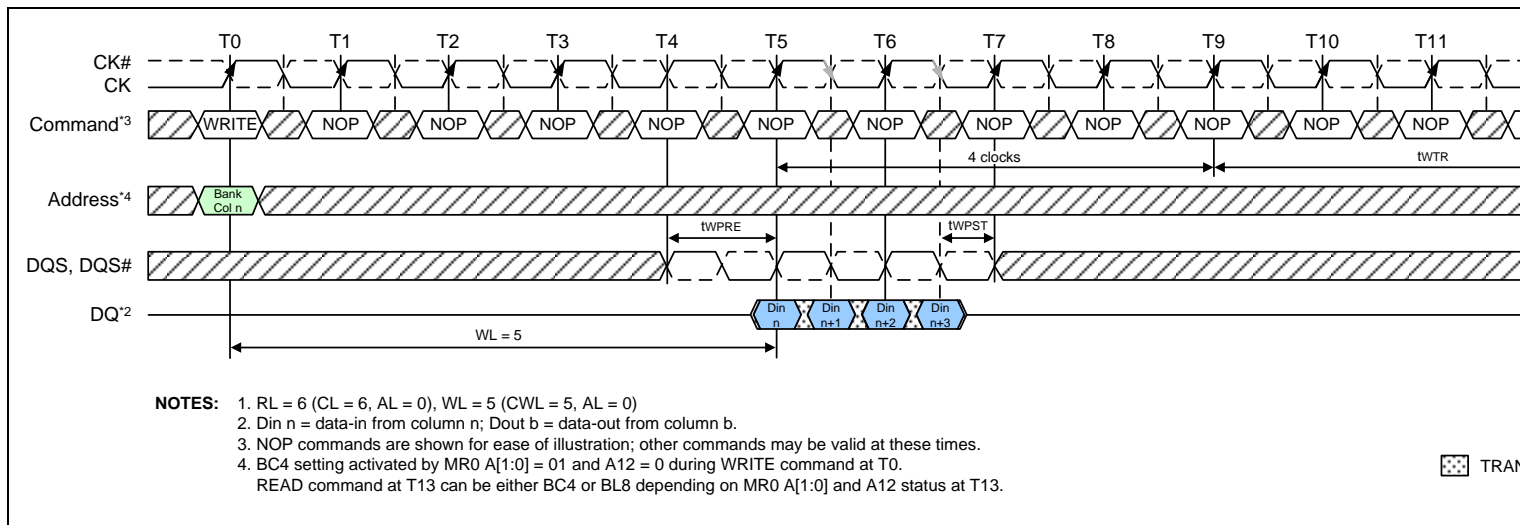 T0 T1 T2 T3 T4 T5 T6 T7 T8 T9 T10 T11
CK#
CK
Command*3 WRITE NOP NOP NOP NOP NOP NOP NOP NOP NOP NOP NOP
4 clocks tWTR
Address*4 Bank
Col n
tWPRE tWPST
DQS, DQS#
DQ*2 Din n Din n+1 Din n+2 Din n+3
WL = 5
NOTES: 1. RL = 6 (CL = 6, AL = 0), WL = 5 (CWL = 5, AL = 0)
2. Din n = data-in from column n; Dout b = data-out from column b.
3. NOP commands are shown for ease of illustration; other commands may be valid at these times.
4. BC4 setting activated by MR0 A[1:0] = 01 and A12 = 0 during WRITE command at T0.
READ command at T13 can be either BC4 or BL8 depending on MR0 A[1:0] and A12 status at T13.
TRAN